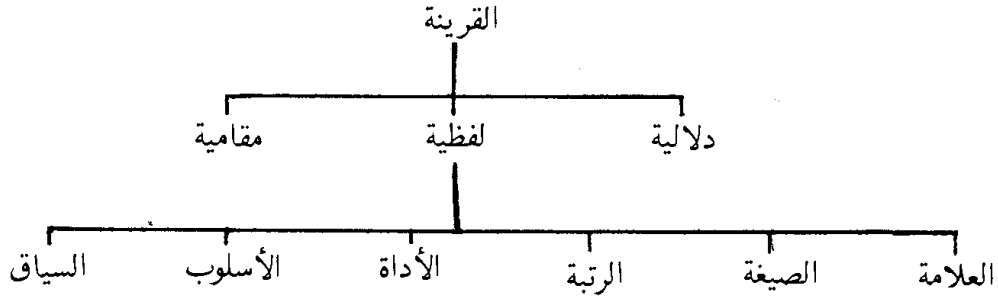 القرينة
دلالية لفظية مقامية
العلامة الصيغة الرتبة الأداة الأسلوب السياق